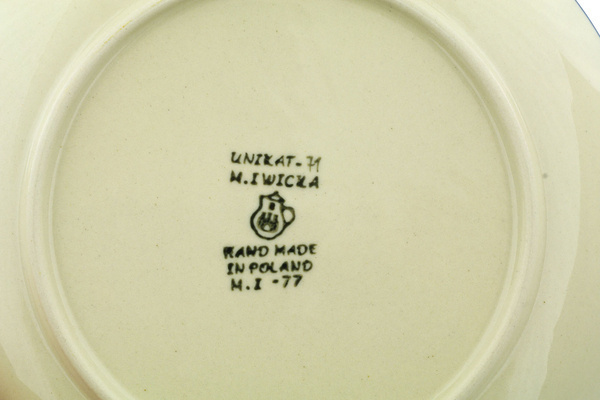 UNIKAT-71
M.IWICKA
HAND MADE
IN POLAND
M.I -77